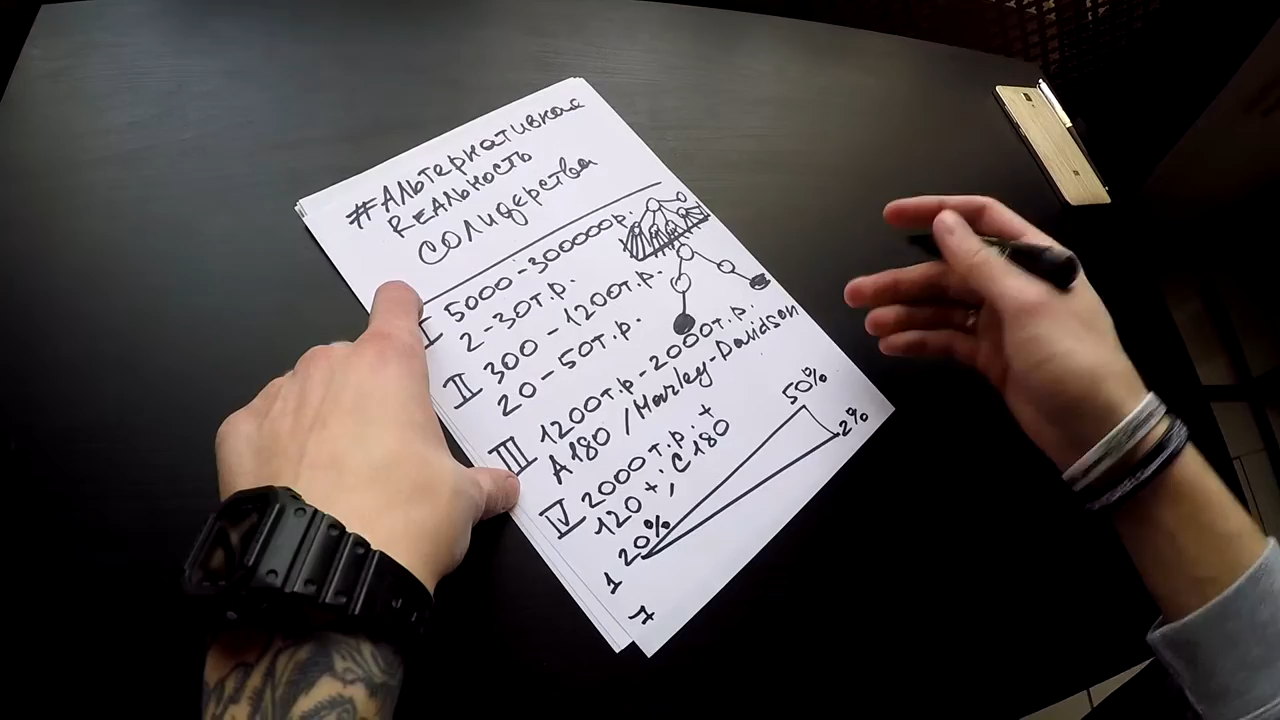 #Альтернативная
Rеальность
солидерства
I 5000-300000р.
2-30т.р.
II 300-1200т.р.
20-50т.р.
III 1200т.р-2000т.р.
A180 /Harley-Davidson
IV 2000т.р.+
120+; C180
50%
2%
20%
1
7